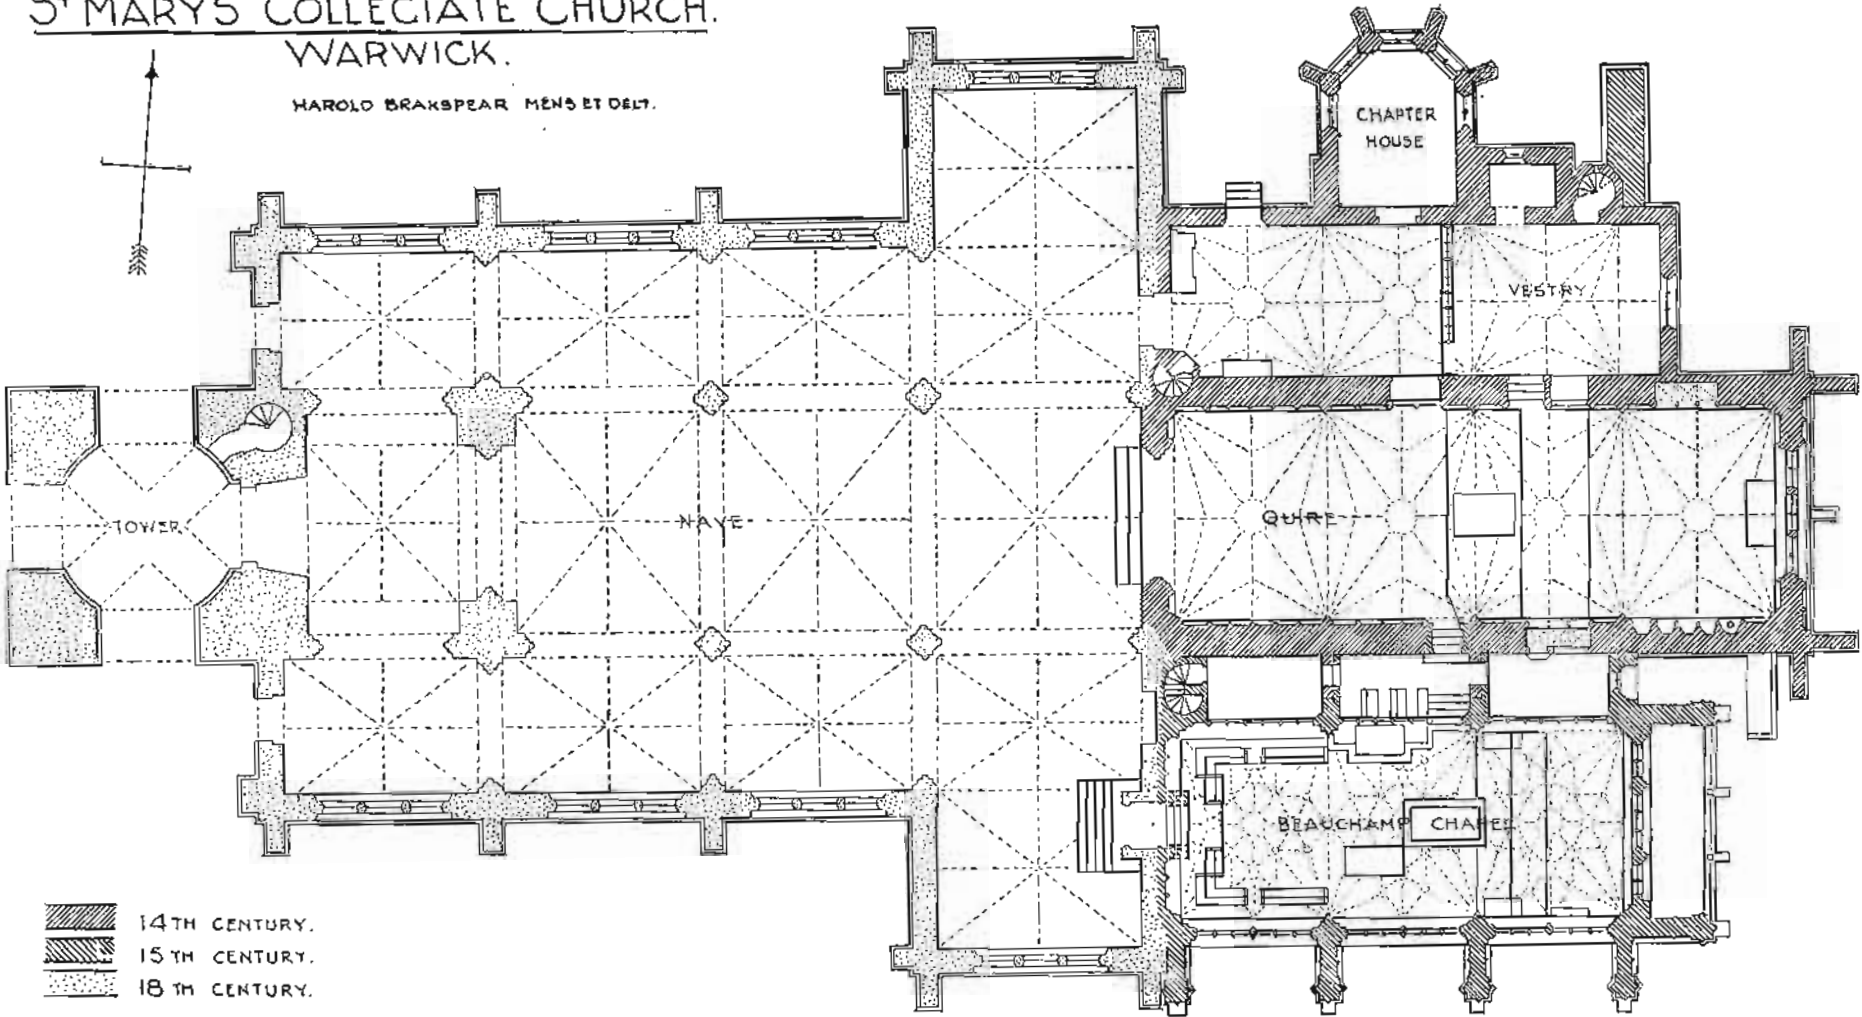 ST MARYS COLLEGIATE CHURCH.
WARWICK.
HAROLD BRAKSPEAR MENS ET DELT.
CHAPTER
HOUSE
VESTRY
TOWER
NAVE
QUIRE
BEAUCHAMP CHAPEL
14TH CENTURY.
15TH CENTURY.
18TH CENTURY.